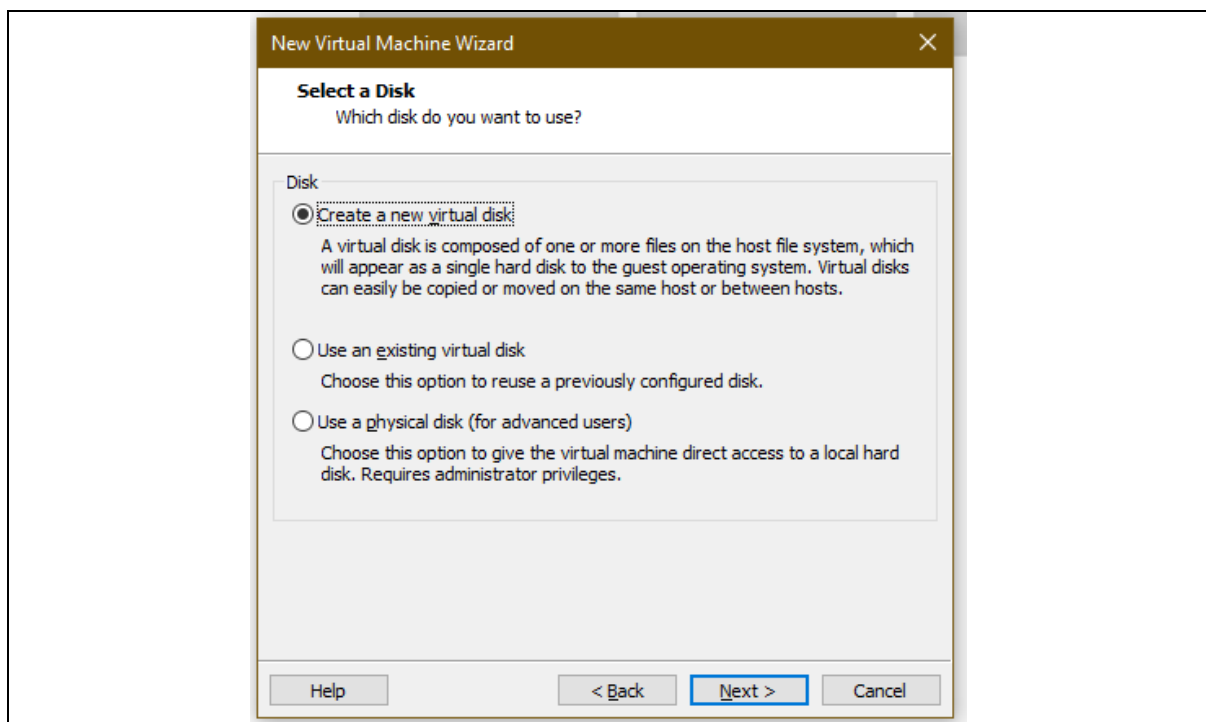 New Virtual Machine Wizard
Select a Disk
Which disk do you want to use?
Disk
Create a new virtual disk
A virtual disk is composed of one or more files on the host file system, which
will appear as a single hard disk to the guest operating system. Virtual disks
can easily be copied or moved on the same host or between hosts.
Use an existing virtual disk
Choose this option to reuse a previously configured disk.
Use a physical disk (for advanced users)
Choose this option to give the virtual machine direct access to a local hard
disk. Requires administrator privileges.
Help < Back Next > Cancel